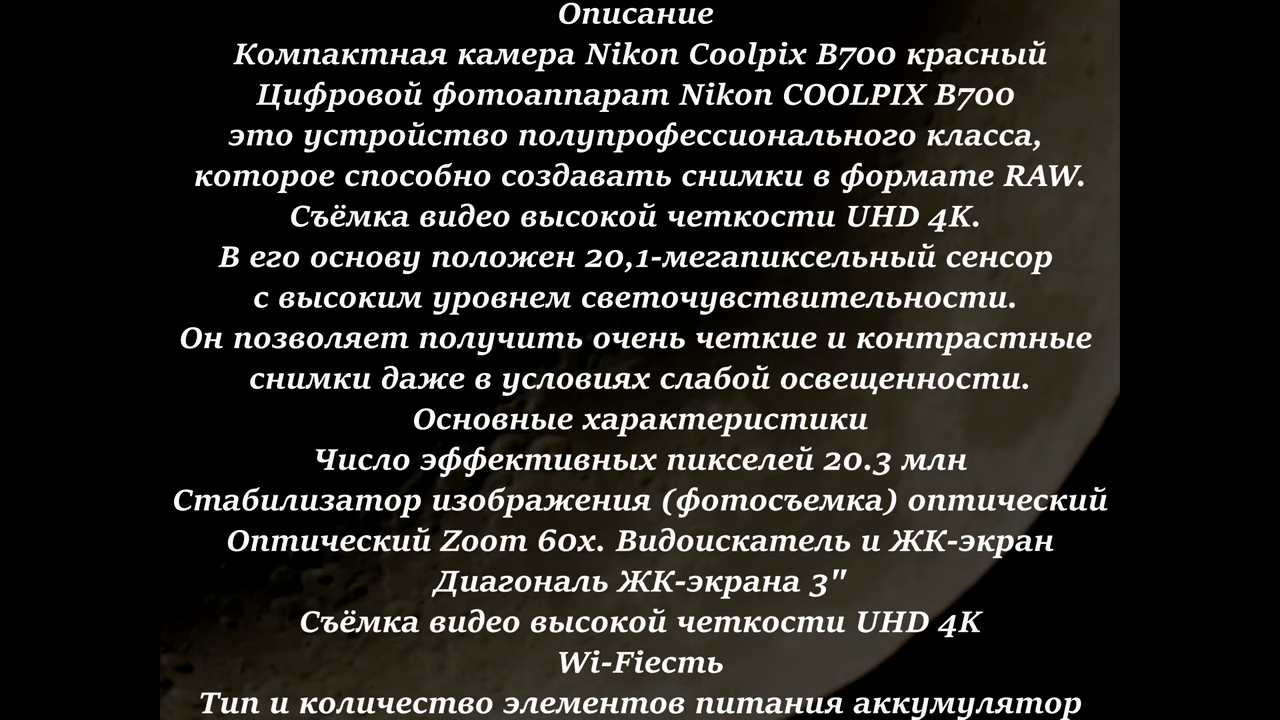 Описание
Компактная камера Nikon Coolpix B700 красный
Цифровой фотоаппарат Nikon COOLPIX B700
это устройство полупрофессионального класса,
которое способно создавать снимки в формате RAW.
Съёмка видео высокой четкости UHD 4K.
В его основу положен 20,1-мегапиксельный сенсор
с высоким уровнем светочувствительности.
Он позволяет получить очень четкие и контрастные
снимки даже в условиях слабой освещенности.
Основные характеристики
Число эффективных пикселей 20.3 млн
Стабилизатор изображения (фотосъемка) оптический
Оптический Zoom 60x. Видоискатель и ЖК-экран
Диагональ ЖК-экрана 3"
Съёмка видео высокой четкости UHD 4K
Wi-Fiесть
Тип и количество элементов питания аккумулятор